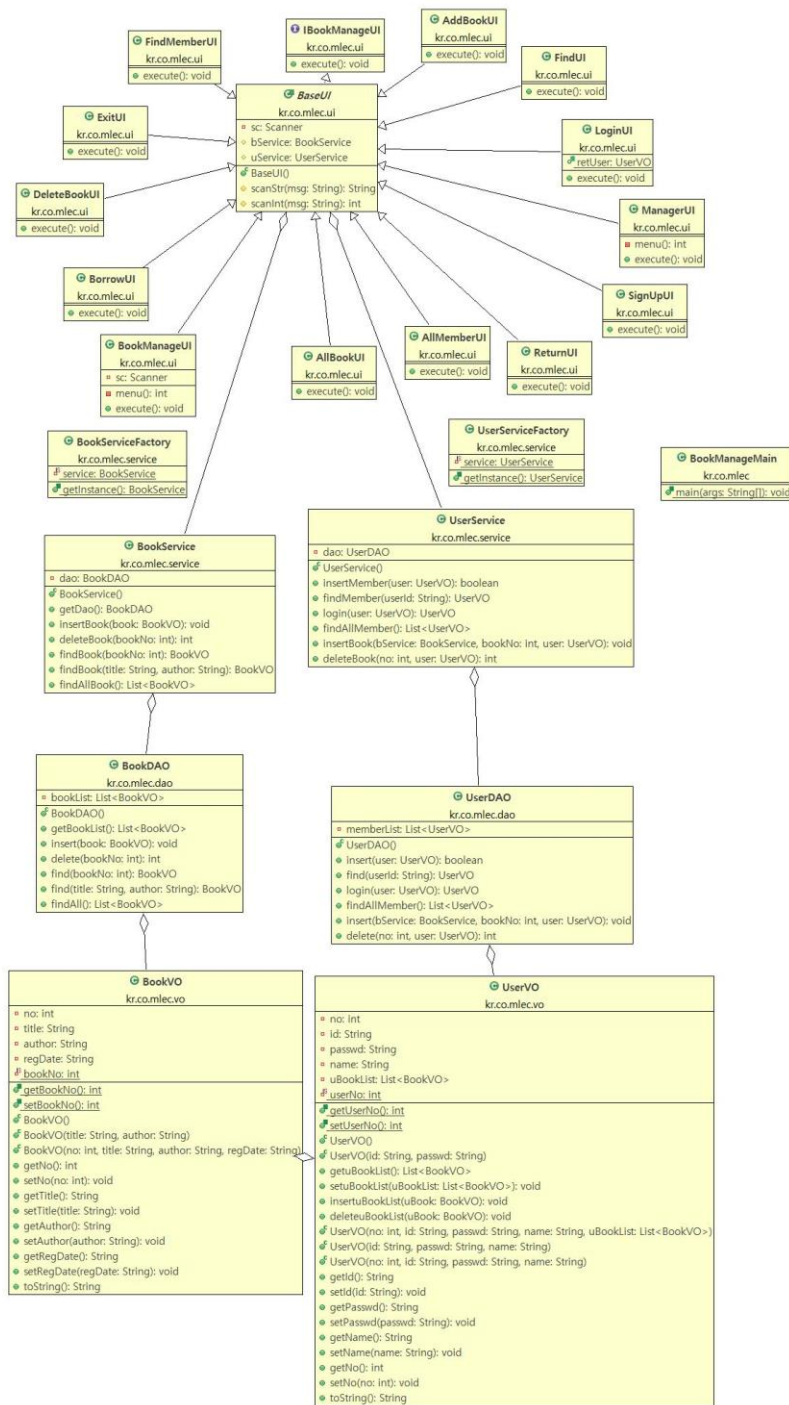 FindMemberUI
kr.co.mlec.ui
execute(): void
IBookManageUI
kr.co.mlec.ui
execute(): void
AddBookUI
kr.co.mlec.ui
execute(): void
FindUI
kr.co.mlec.ui
execute(): void
BaseUI
kr.co.mlec.ui
sc: Scanner
bService: BookService
uService: UserService
BaseUI()
scanStr(msg: String): String
scanInt(msg: String): int
ExitUI
kr.co.mlec.ui
execute(): void
LoginUI
kr.co.mlec.ui
retUser: UserVO
execute(): void
DeleteBookUI
kr.co.mlec.ui
execute(): void
ManagerUI
kr.co.mlec.ui
menu(): int
execute(): void
BorrowUI
kr.co.mlec.ui
execute(): void
SignUpUI
kr.co.mlec.ui
execute(): void
BookManageUI
kr.co.mlec.ui
sc: Scanner
menu(): int
execute(): void
AllBookUI
kr.co.mlec.ui
execute(): void
AllMemberUI
kr.co.mlec.ui
execute(): void
ReturnUI
kr.co.mlec.ui
execute(): void
BookServiceFactory
kr.co.mlec.service
service: BookService
getInstance(): BookService
UserServiceFactory
kr.co.mlec.service
service: UserService
getInstance(): UserService
BookManageMain
kr.co.mlec
main(args: String[]): void
BookService
kr.co.mlec.service
dao: BookDAO
BookService()
getDao(): BookDAO
insertBook(book: BookVO): void
deleteBook(bookNo: int): int
findBook(bookNo: int): BookVO
findBook(title: String, author: String): BookVO
findAllBook(): List<BookVO>
UserService
kr.co.mlec.service
dao: UserDAO
UserService()
insertMember(user: UserVO): boolean
findMember(userId: String): UserVO
login(user: UserVO): UserVO
findAllMember(): List<UserVO>
insertBook(bService: BookService, bookNo: int, user: UserVO): void
deleteBook(no: int, user: UserVO): int
BookDAO
kr.co.mlec.dao
bookList: List<BookVO>
BookDAO()
getBookList(): List<BookVO>
insert(book: BookVO): void
delete(bookNo: int): int
find(bookNo: int): BookVO
find(title: String, author: String): BookVO
findAll(): List<BookVO>
UserDAO
kr.co.mlec.dao
memberList: List<UserVO>
UserDAO()
insert(user: UserVO): boolean
find(userId: String): UserVO
login(user: UserVO): UserVO
findAllMember(): List<UserVO>
insert(bService: BookService, bookNo: int, user: UserVO): void
delete(no: int, user: UserVO): int
BookVO
kr.co.mlec.vo
no: int
title: String
author: String
regDate: String
bookNo: int
getBookNo(): int
setBookNo(): int
BookVO()
BookVO(title: String, author: String)
BookVO(no: int, title: String, author: String, regDate: String)
getNo(): int
setNo(no: int): void
getTitle(): String
setTitle(title: String): void
getAuthor(): String
setAuthor(author: String): void
getRegDate(): String
setRegDate(regDate: String): void
toString(): String
UserVO
kr.co.mlec.vo
no: int
id: String
passwd: String
name: String
uBookList: List<BookVO>
userNo: int
getUserNo(): int
setUserNo(): int
UserVO()
UserVO(id: String, passwd: String)
getuBookList(): List<BookVO>
setuBookList(uBookList: List<BookVO>): void
insertuBookList(uBook: BookVO): void
deleteuBookList(uBook: BookVO): void
UserVO(no: int, id: String, passwd: String, name: String, uBookList: List<BookVO>)
UserVO(id: String, passwd: String, name: String)
UserVO(no: int, id: String, passwd: String, name: String)
getId(): String
setId(id: String): void
getPasswd(): String
setPasswd(passwd: String): void
getName(): String
setName(name: String): void
getNo(): int
setNo(no: int): void
toString(): String